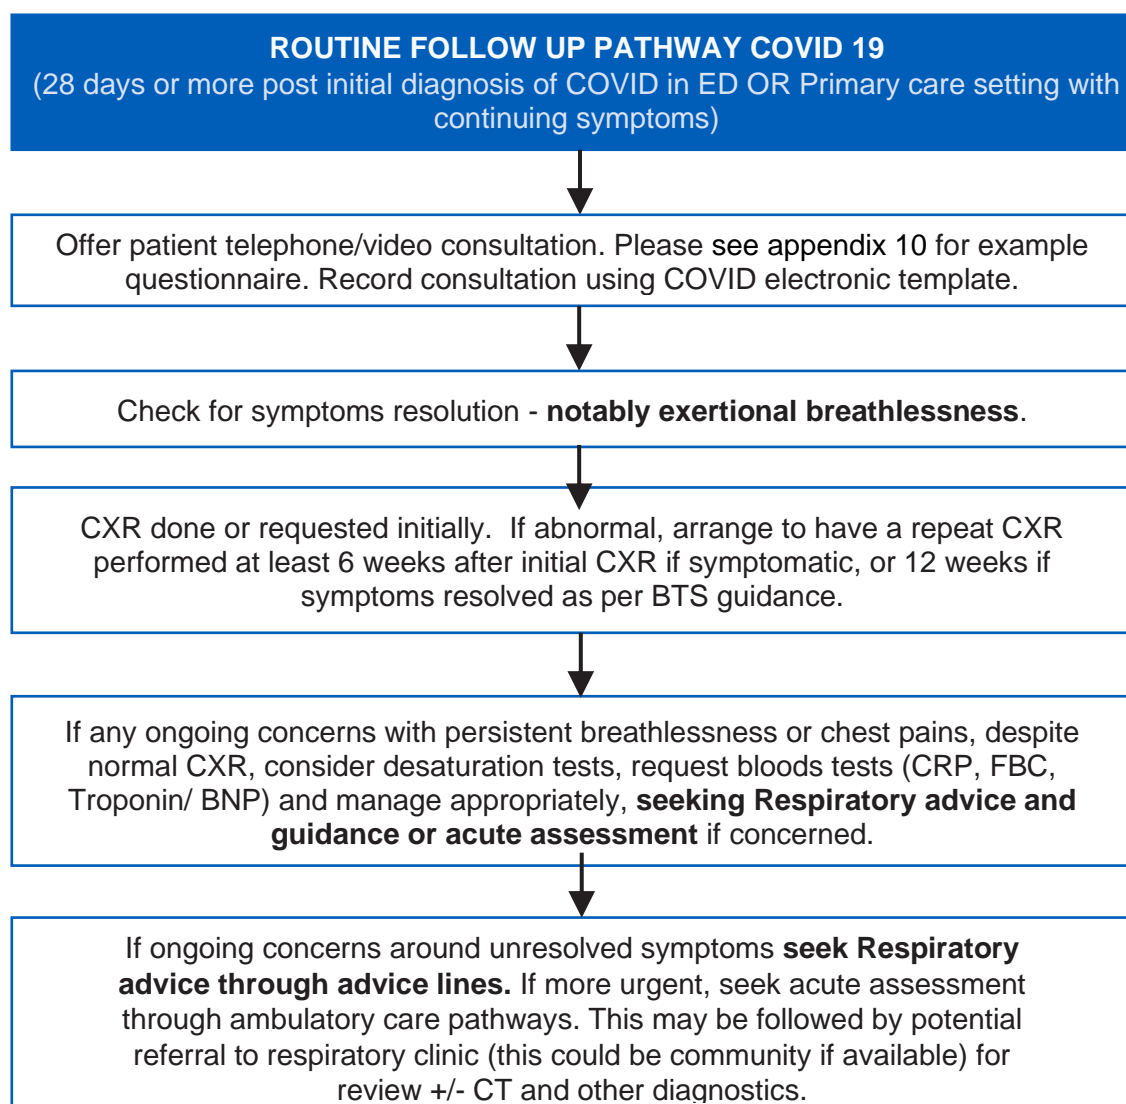 ROUTINE FOLLOW UP PATHWAY COVID 19
(28 days or more post initial diagnosis of COVID in ED OR Primary care setting with
continuing symptoms)
Offer patient telephone/video consultation. Please see appendix 10 for example
questionnaire. Record consultation using COVID electronic template.
Check for symptoms resolution - notably exertional breathlessness.
CXR done or requested initially.  If abnormal, arrange to have a repeat CXR
performed at least 6 weeks after initial CXR if symptomatic, or 12 weeks if
symptoms resolved as per BTS guidance.
If any ongoing concerns with persistent breathlessness or chest pains, despite
normal CXR, consider desaturation tests, request bloods tests (CRP, FBC,
Troponin/ BNP) and manage appropriately, seeking Respiratory advice and
guidance or acute assessment if concerned.
If ongoing concerns around unresolved symptoms seek Respiratory
advice through advice lines. If more urgent, seek acute assessment
through ambulatory care pathways. This may be followed by potential
referral to respiratory clinic (this could be community if available) for
review +/- CT and other diagnostics.